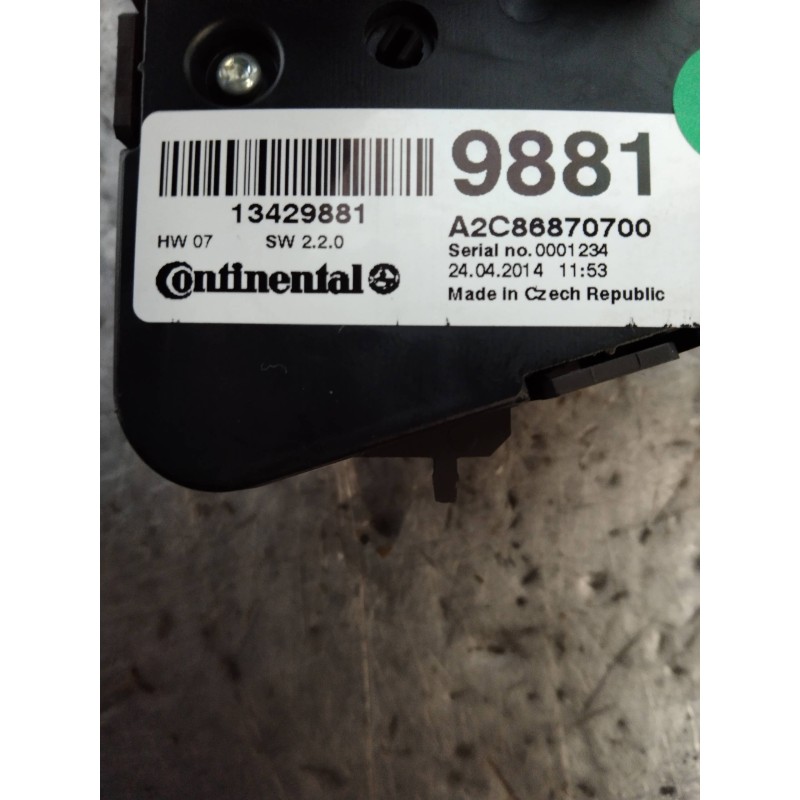 9881
13429881
HW 07 SW 2.2.0
Continental
A2C86870700
Serial no. 0001234
24.04.2014 11:53
Made in Czech Republic